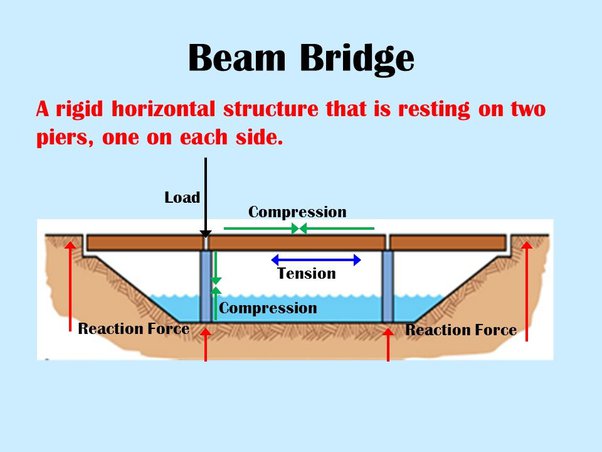 Beam Bridge
A rigid horizontal structure that is resting on two
piers, one on each side.
Load
Compression
Tension
Compression
Reaction Force
Reaction Force